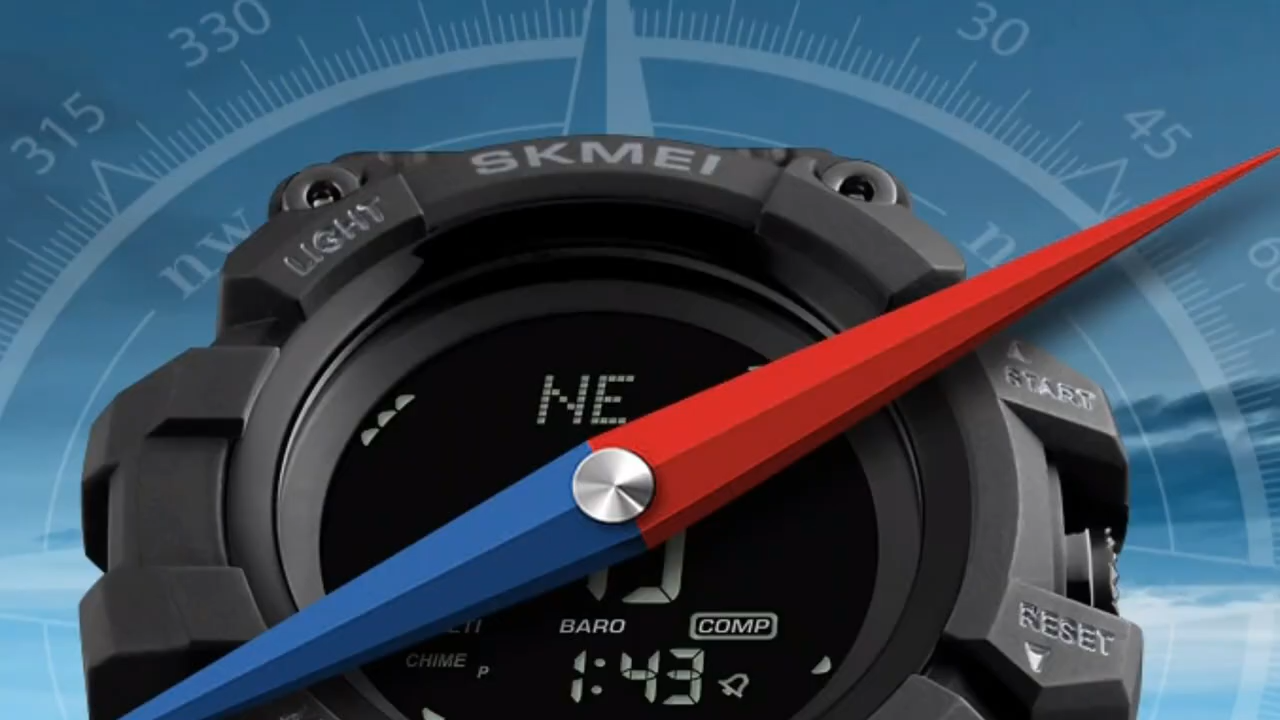 330
30
315
45
SKMEI
LIGHT
nw
NE
START
BARO
COMP
RESET
CHIME
P
1:43